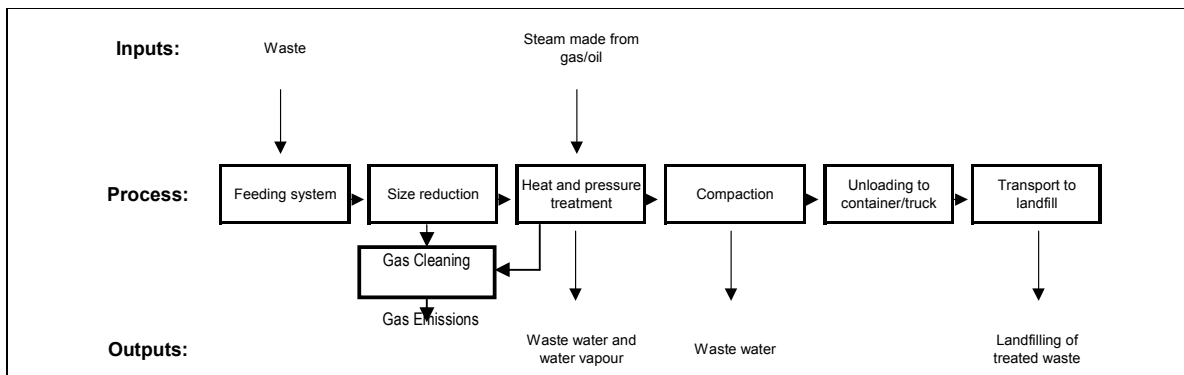 Inputs:
Waste
Steam made from
gas/oil
Process:
Feeding system
Size reduction
Heat and pressure
treatment
Compaction
Unloading to
container/truck
Transport to
landfill
Gas Cleaning
Gas Emissions
Outputs:
Waste water and
water vapour
Waste water
Landfilling of
treated waste